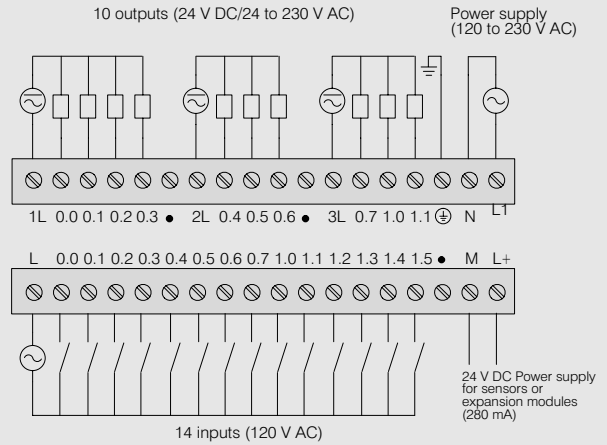 10 outputs (24 V DC/24 to 230 V AC)
Power supply
(120 to 230 V AC)
1L 0.0 0.1 0.2 0.3 • 2L 0.4 0.5 0.6 • 3L 0.7 1.0 1.1 N L1
L 0.0 0.1 0.2 0.3 0.4 0.5 0.6 0.7 1.0 1.1 1.2 1.3 1.4 1.5 • M L+
24 V DC Power supply
for sensors or
expansion modules
(280 mA)
14 inputs (120 V AC)